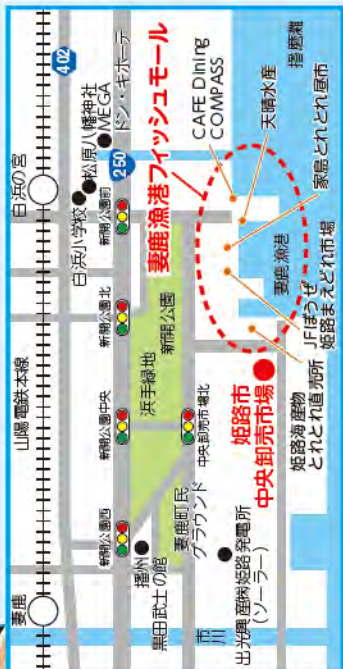 妻鹿
山陽電鉄本線
白浜の宮
402
松原八幡神社
白浜小学校
MEGA
ドン・キホーテ
250
新開公園西
新開公園中央
新開公園北
新開公園前
妻鹿漁港フィッシュモール
浜手緑地
新開公園
播州
黒田武士の館
妻鹿町民
グラウンド
中央卸売市場北
CAFE Dining
COMPASS
天晴水産
播磨灘
家島とれとれ昼市
妻鹿漁港
JFぼうぜ
姫路まえどれ市場
姫路海産物
とれとれ直売所
姫路市
中央卸売市場
市川
出光興産㈱姫路発電所
(ソーラー)